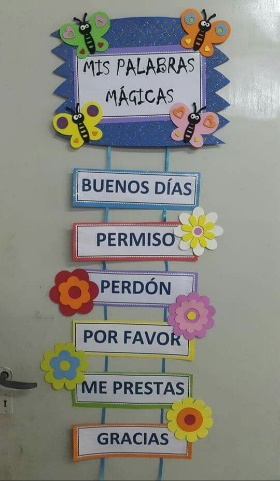 MIS PALABRAS
MÁGICAS
BUENOS DÍAS
PERMISO
PERDÓN
POR FAVOR
ME PRESTAS
GRACIAS